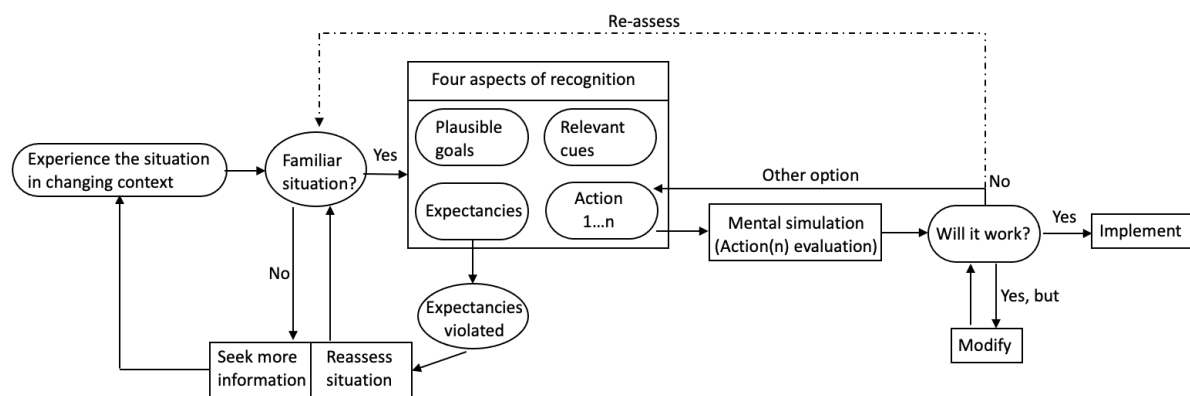 Re-assess
Four aspects of recognition
Plausible
goals
Relevant
cues
Experience the situation
in changing context
Familiar
situation?
Yes
Expectancies
Action
1...n
Other option
No
Mental simulation
(Action(n) evaluation)
Will it work?
Yes
Implement
No
Expectancies
violated
Yes, but
Modify
Seek more
information
Reassess
situation